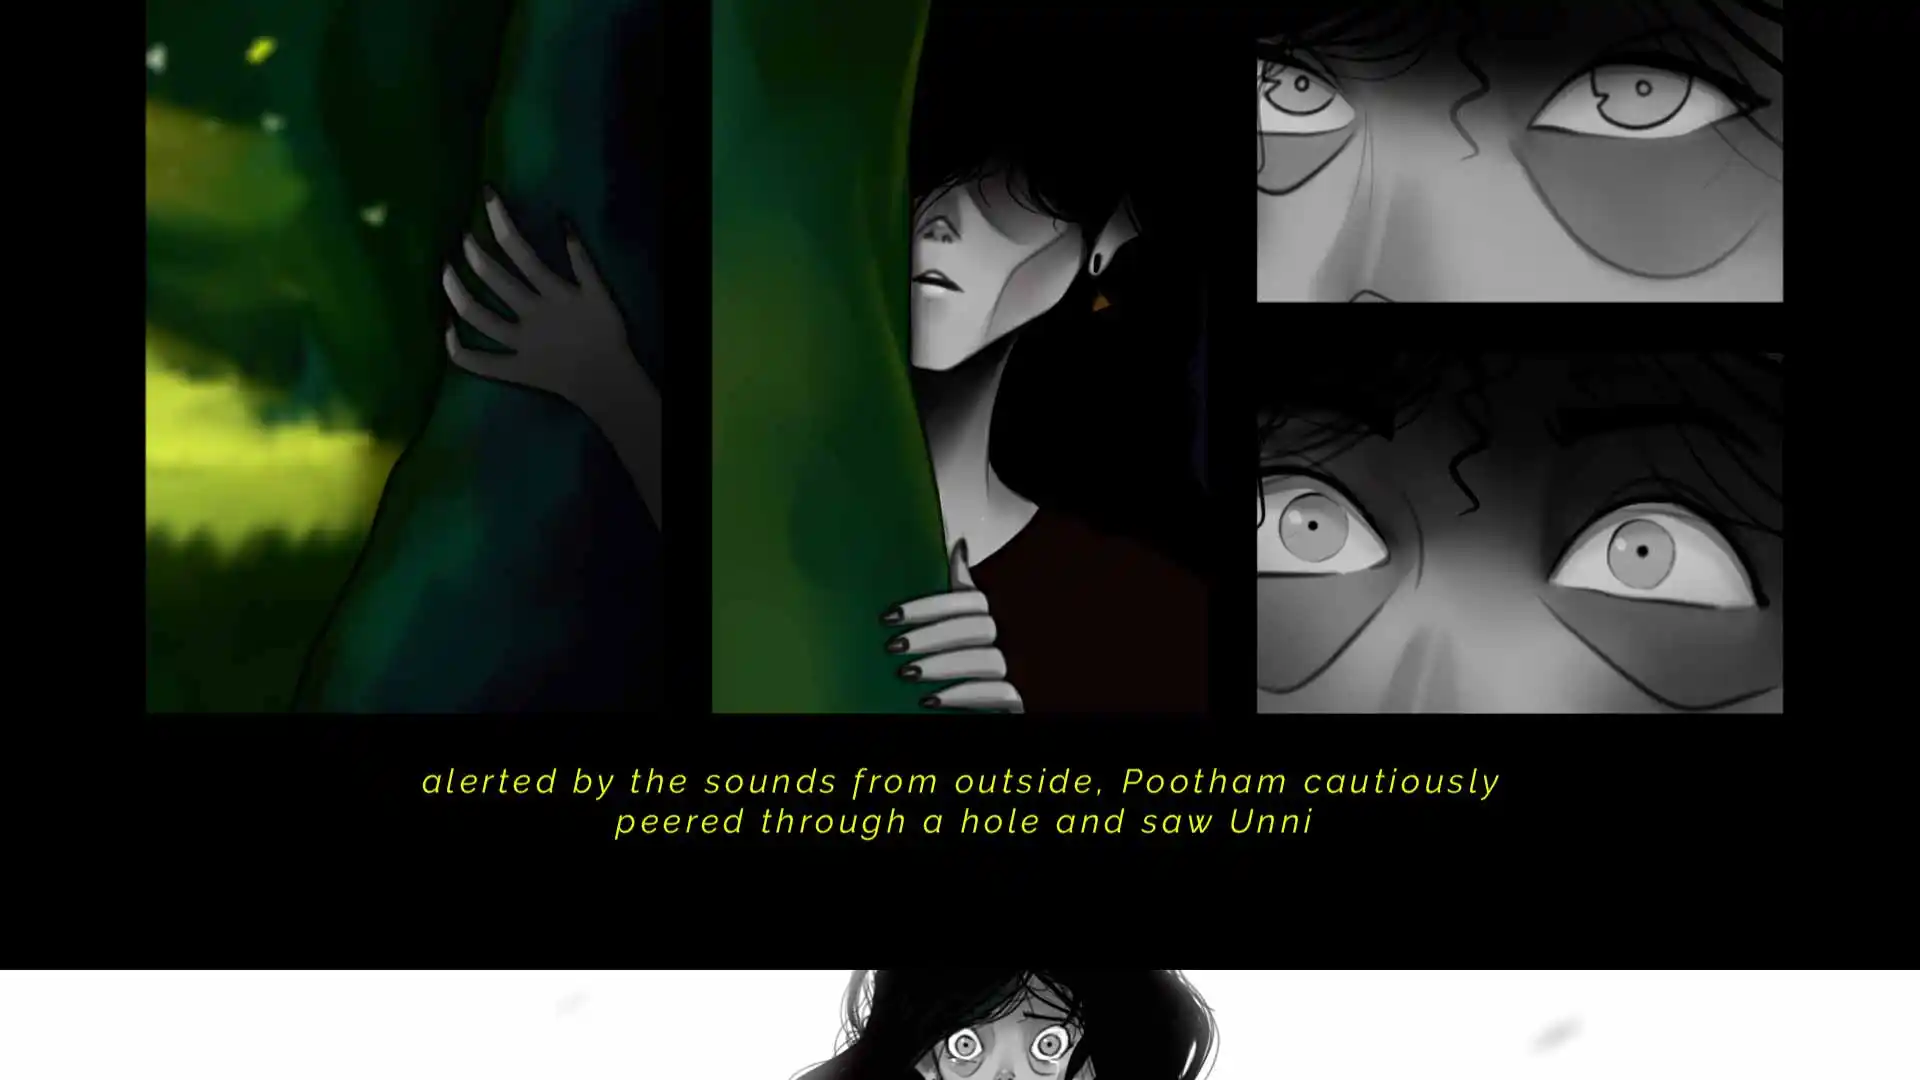 alerted by the sounds from outside, Pootham cautiously
peered through a hole and saw Unni